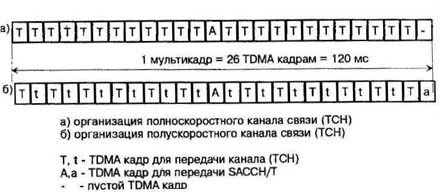 а) T T T T T T T T T T T T A T T T T T T T T T T T T -
1 мультикадр = 26 TDMA кадрам = 120 мс
б) T t T t T t T t T t T t A t T t T t T t T t T t T a
а) организация полноскоростного канала связи (TCH)
б) организация полускоростного канала связи (TCH)
T, t - TDMA кадр для передачи канала (TCH)
A,a - TDMA кадр для передачи SACCH/T
- - пустой TDMA кадр